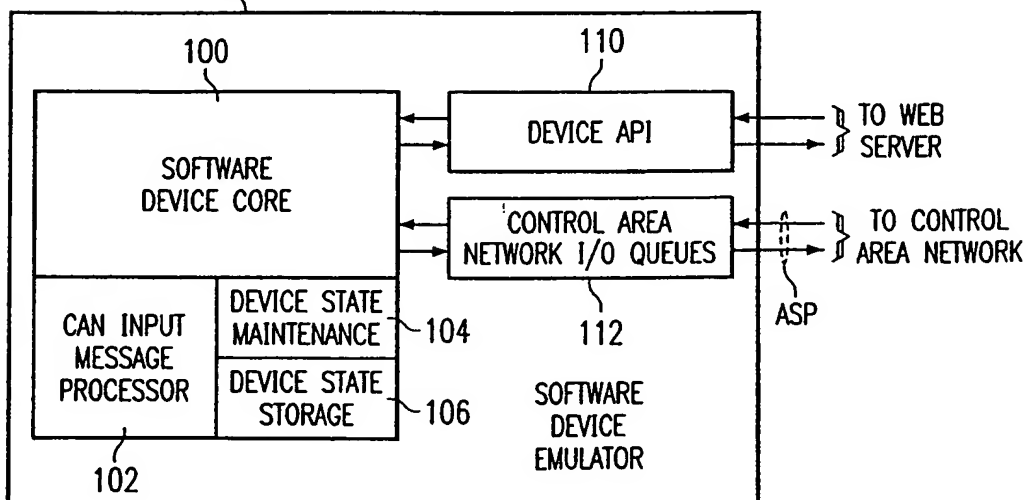 100
110
SOFTWARE
DEVICE CORE
DEVICE API
TO WEB
SERVER
CONTROL AREA
NETWORK I/O QUEUES
TO CONTROL
AREA NETWORK
ASP
112
CAN INPUT
MESSAGE
PROCESSOR
DEVICE STATE
MAINTENANCE
104
DEVICE STATE
STORAGE
106
102
SOFTWARE
DEVICE
EMULATOR